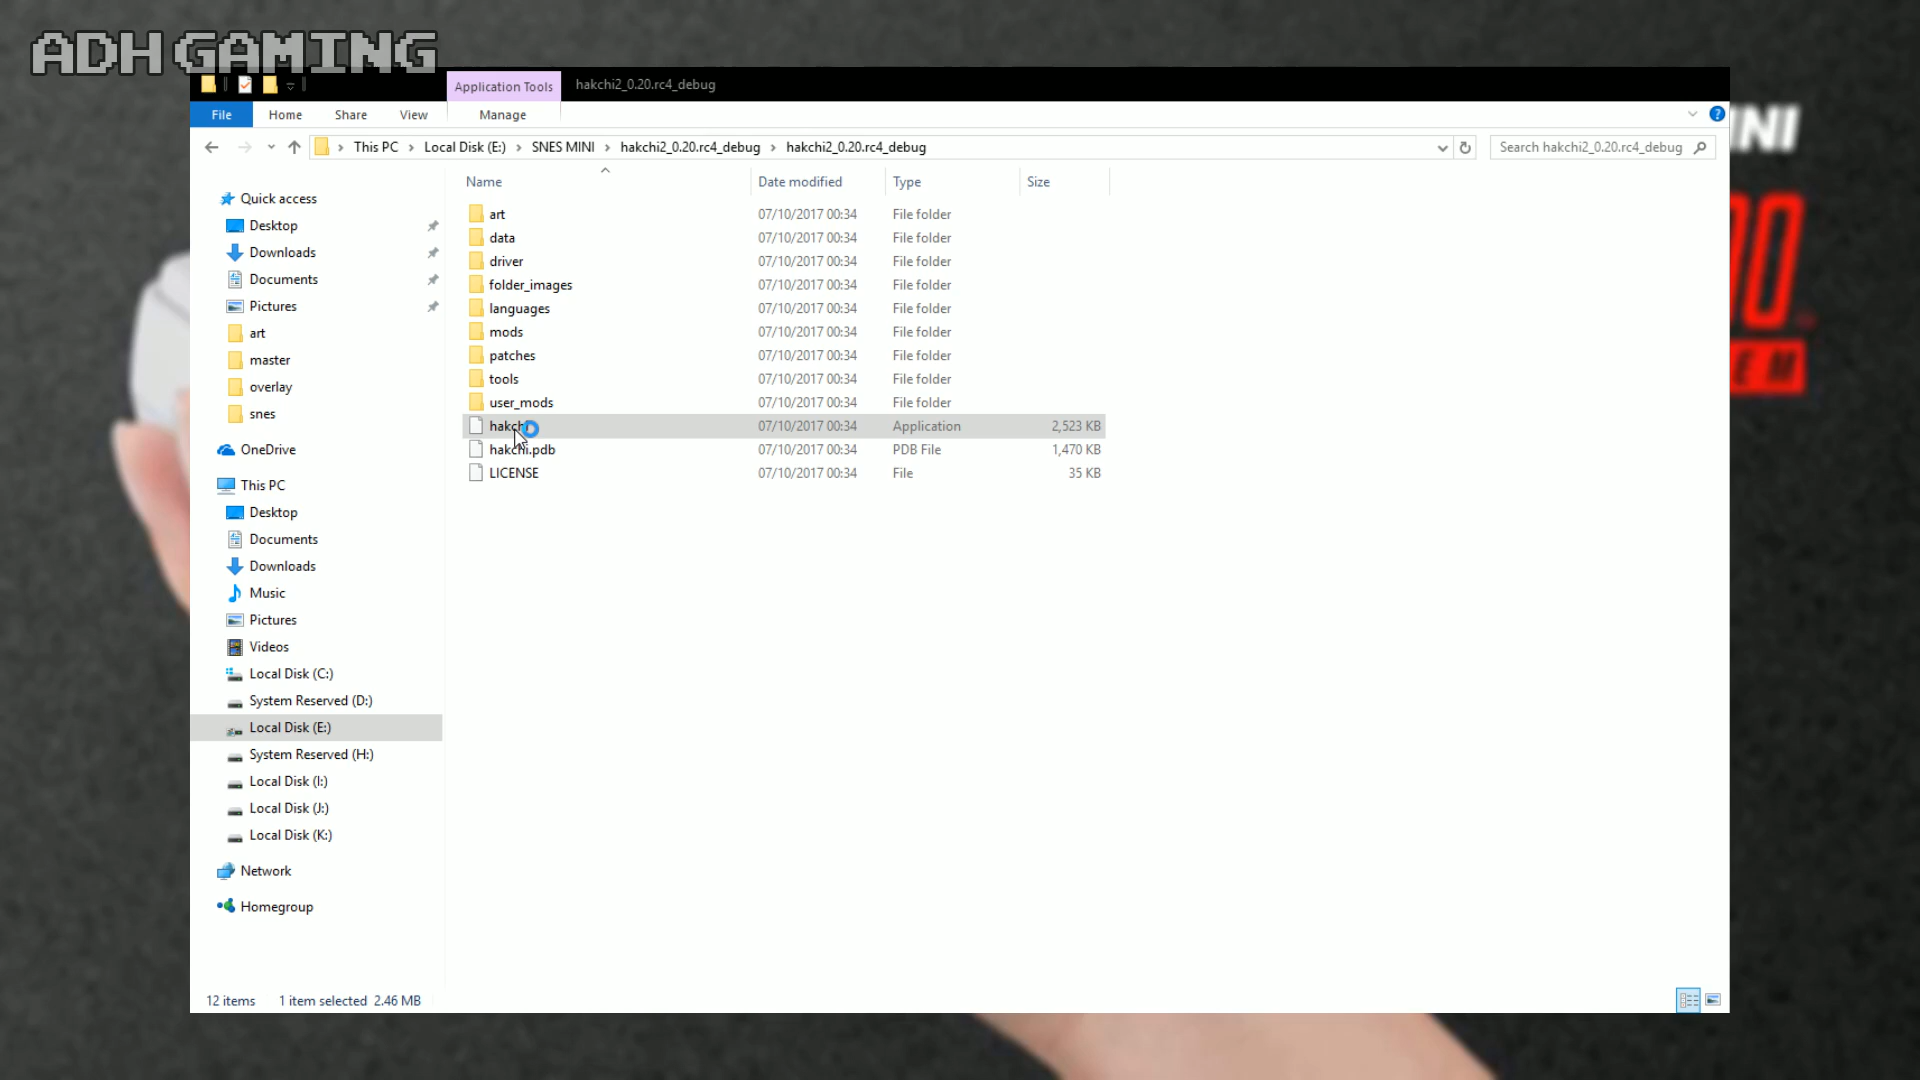 ADH GAMING
Application Tools
hakchi2_0.20.rc4_debug
File
Home
Share
View
Manage
This PC
Local Disk (E:)
SNES MINI
hakchi2_0.20.rc4_debug
hakchi2_0.20.rc4_debug
Search hakchi2_0.20.rc4_debug
Name
Date modified
Type
Size
Quick access
Desktop
Downloads
Documents
Pictures
art
master
overlay
snes
OneDrive
This PC
Desktop
Documents
Downloads
Music
Pictures
Videos
Local Disk (C:)
System Reserved (D:)
Local Disk (E:)
System Reserved (H:)
Local Disk (I:)
Local Disk (J:)
Local Disk (K:)
Network
Homegroup
art 07/10/2017 00:34 File folder
data 07/10/2017 00:34 File folder
driver 07/10/2017 00:34 File folder
folder_images 07/10/2017 00:34 File folder
languages 07/10/2017 00:34 File folder
mods 07/10/2017 00:34 File folder
patches 07/10/2017 00:34 File folder
tools 07/10/2017 00:34 File folder
user_mods 07/10/2017 00:34 File folder
hakchi 07/10/2017 00:34 Application 2,523 KB
hakchi.pdb 07/10/2017 00:34 PDB File 1,470 KB
LICENSE 07/10/2017 00:34 File 35 KB
12 items
1 item selected 2.46 MB